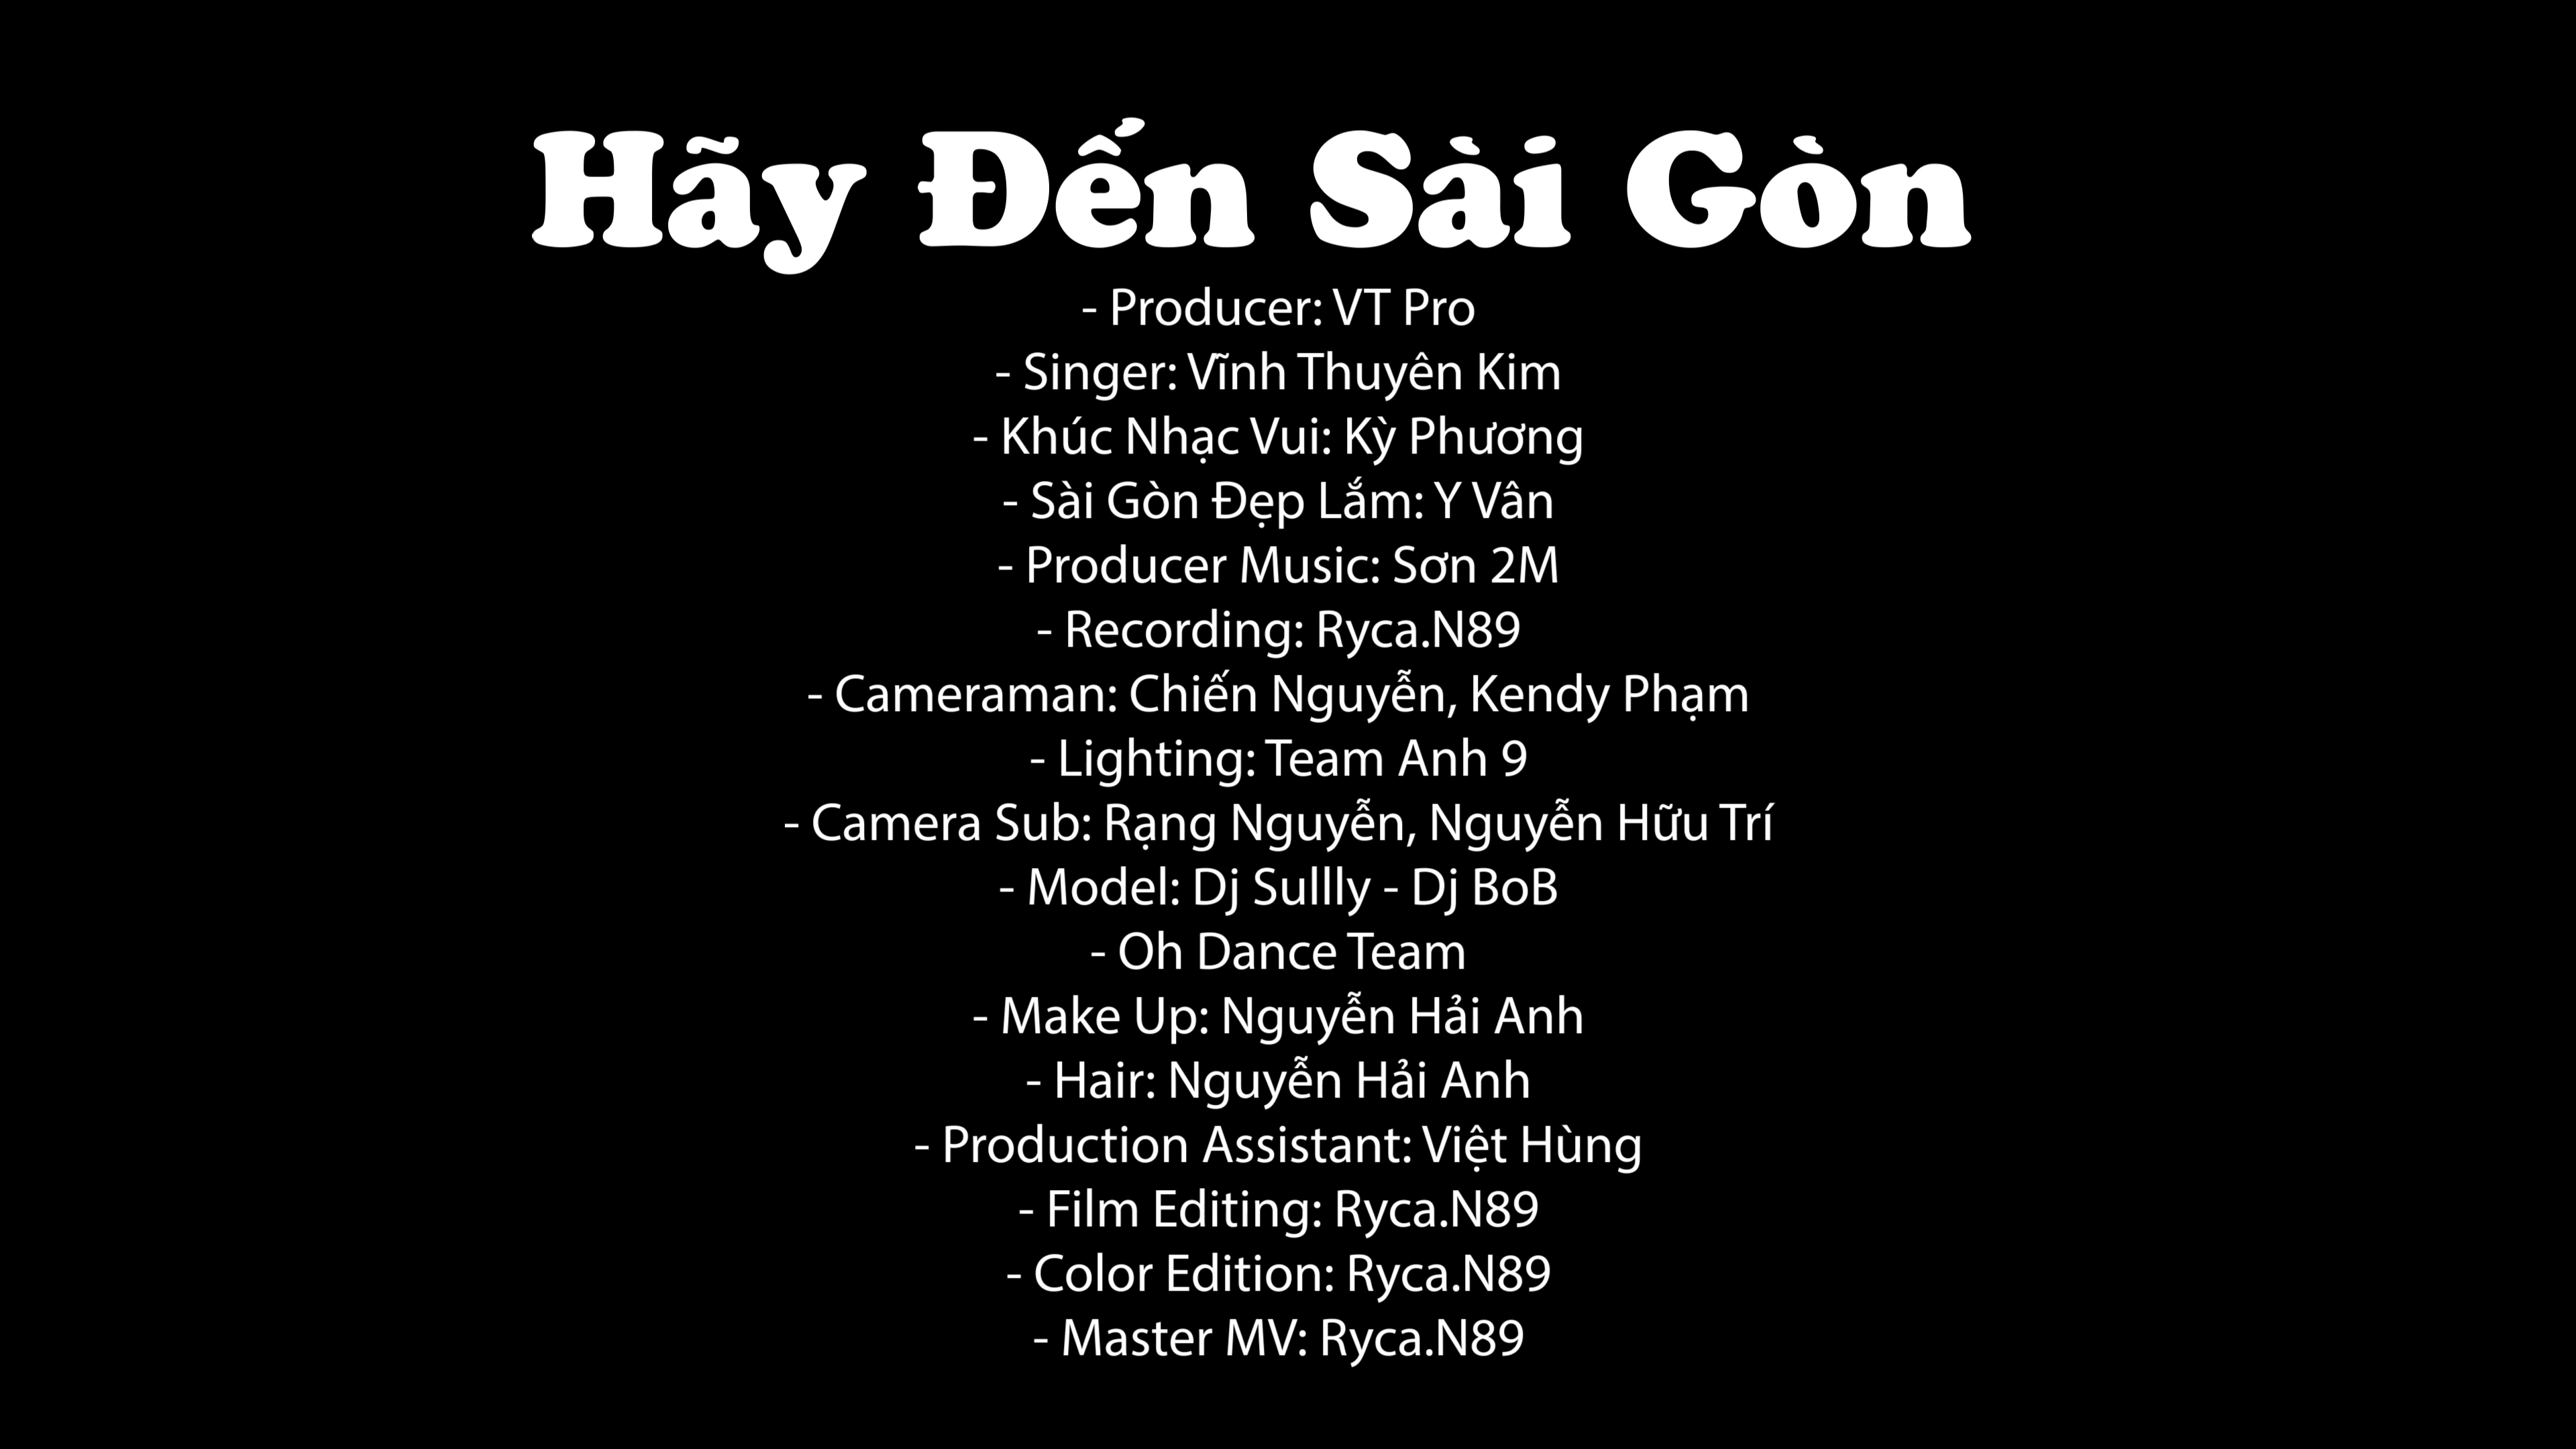 Hãy Đến Sài Gòn
- Producer: VT Pro
- Singer: Vĩnh Thuyên Kim
- Khúc Nhạc Vui: Kỳ Phương
- Sài Gòn Đẹp Lắm: Y Vân
- Producer Music: Sơn 2M
- Recording: Ryca.N89
- Cameraman: Chiến Nguyễn, Kendy Phạm
- Lighting: Team Anh 9
- Camera Sub: Rạng Nguyễn, Nguyễn Hữu Trí
- Model: Dj Sullly - Dj BoB
- Oh Dance Team
- Make Up: Nguyễn Hải Anh
- Hair: Nguyễn Hải Anh
- Production Assistant: Việt Hùng
- Film Editing: Ryca.N89
- Color Edition: Ryca.N89
- Master MV: Ryca.N89